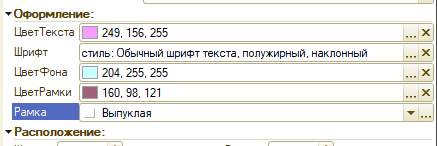 Оформление:
ЦветТекста 249, 156, 255 ...
Шрифт стиль: Обычный шрифт текста, полужирный, наклонный ...
ЦветФона 204, 255, 255 ...
ЦветРамки 160, 98, 121 ...
Рамка Выпуклая ...
Расположение: